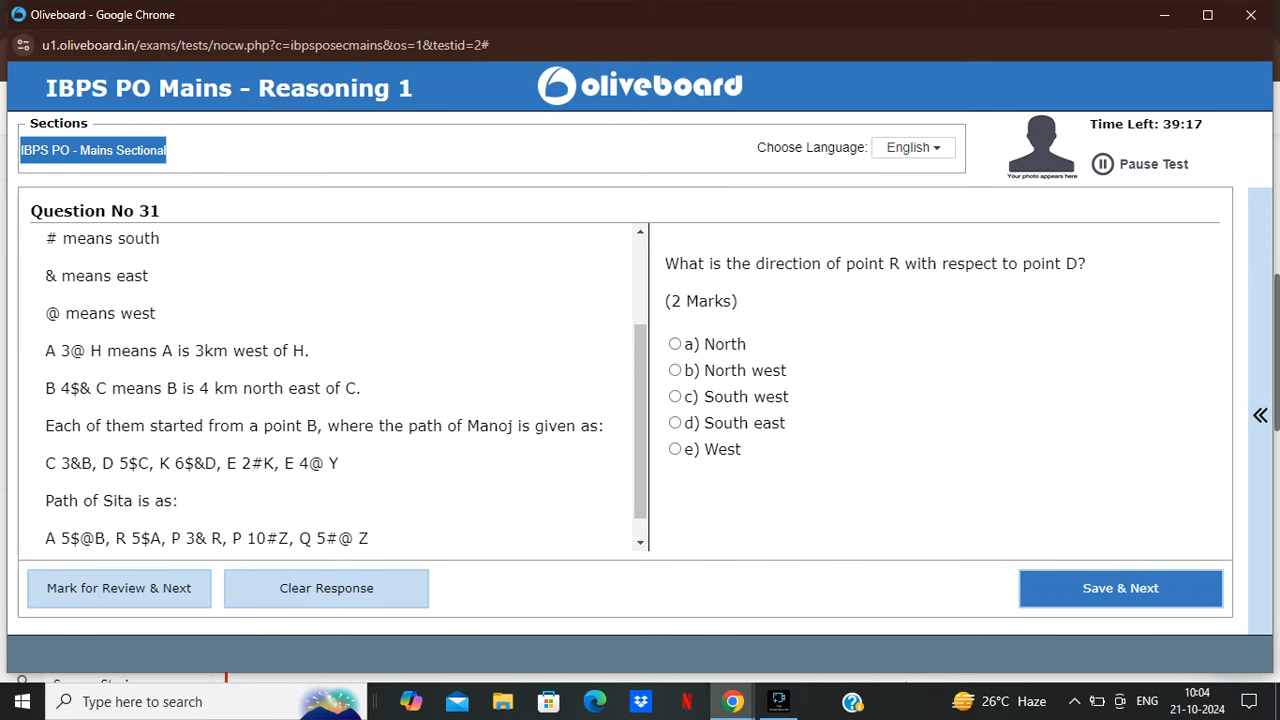 Oliveboard - Google Chrome
u1.oliveboard.in/exams/tests/nocw.php?c=ibpsposecmains&os=1&testid=2#
IBPS PO Mains - Reasoning 1
oliveboard
Sections
IBPS PO - Mains Sectional
Choose Language:
English
Your photo appears here
Time Left: 39:17
Pause Test
Question No 31
# means south
& means east
@ means west
A 3@ H means A is 3km west of H.
B 4$& C means B is 4 km north east of C.
Each of them started from a point B, where the path of Manoj is given as:
C 3&B, D 5$C, K 6$&D, E 2#K, E 4@ Y
Path of Sita is as:
A 5$@B, R 5$A, P 3& R, P 10#Z, Q 5#@ Z
What is the direction of point R with respect to point D?
(2 Marks)
a) North
b) North west
c) South west
d) South east
e) West
Mark for Review & Next
Clear Response
Save & Next
Type here to search
26°C Haze
ENG
10:04
21-10-2024